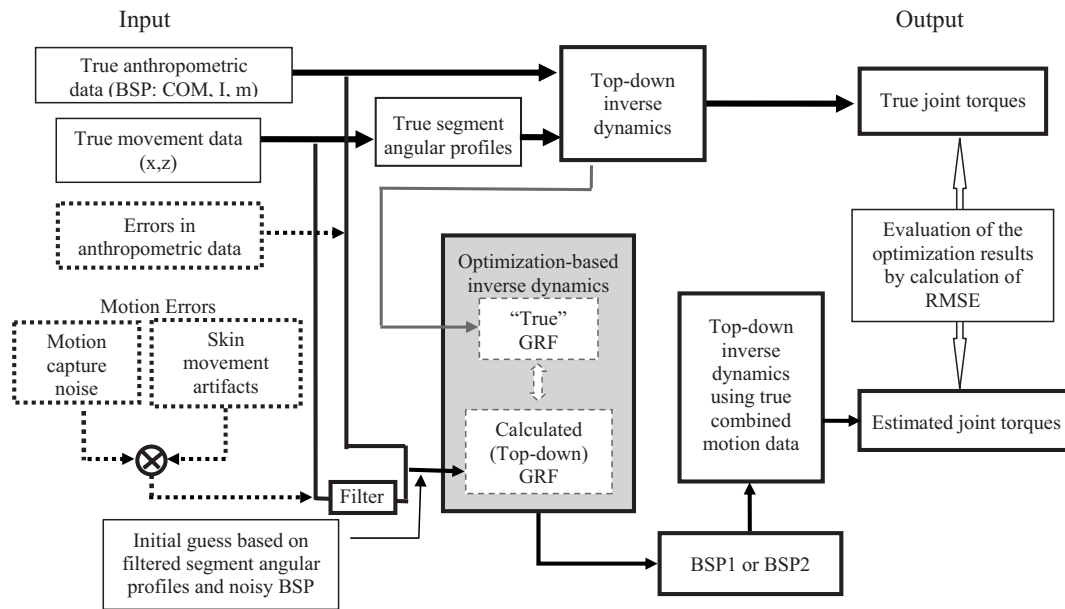 Input
Output
True anthropometric
data (BSP: COM, I, m)
True movement data
(x,z)
True segment
angular profiles
Top-down
inverse
dynamics
True joint torques
Errors in
anthropometric data
Motion Errors
Motion
capture
noise
Skin
movement
artifacts
Filter
Initial guess based on
filtered segment angular
profiles and noisy BSP
Optimization-based
inverse dynamics
“True”
GRF
Calculated
(Top-down)
GRF
BSP1 or BSP2
Top-down
inverse
dynamics
using true
combined
motion data
Evaluation of the
optimization results
by calculation of
RMSE
Estimated joint torques